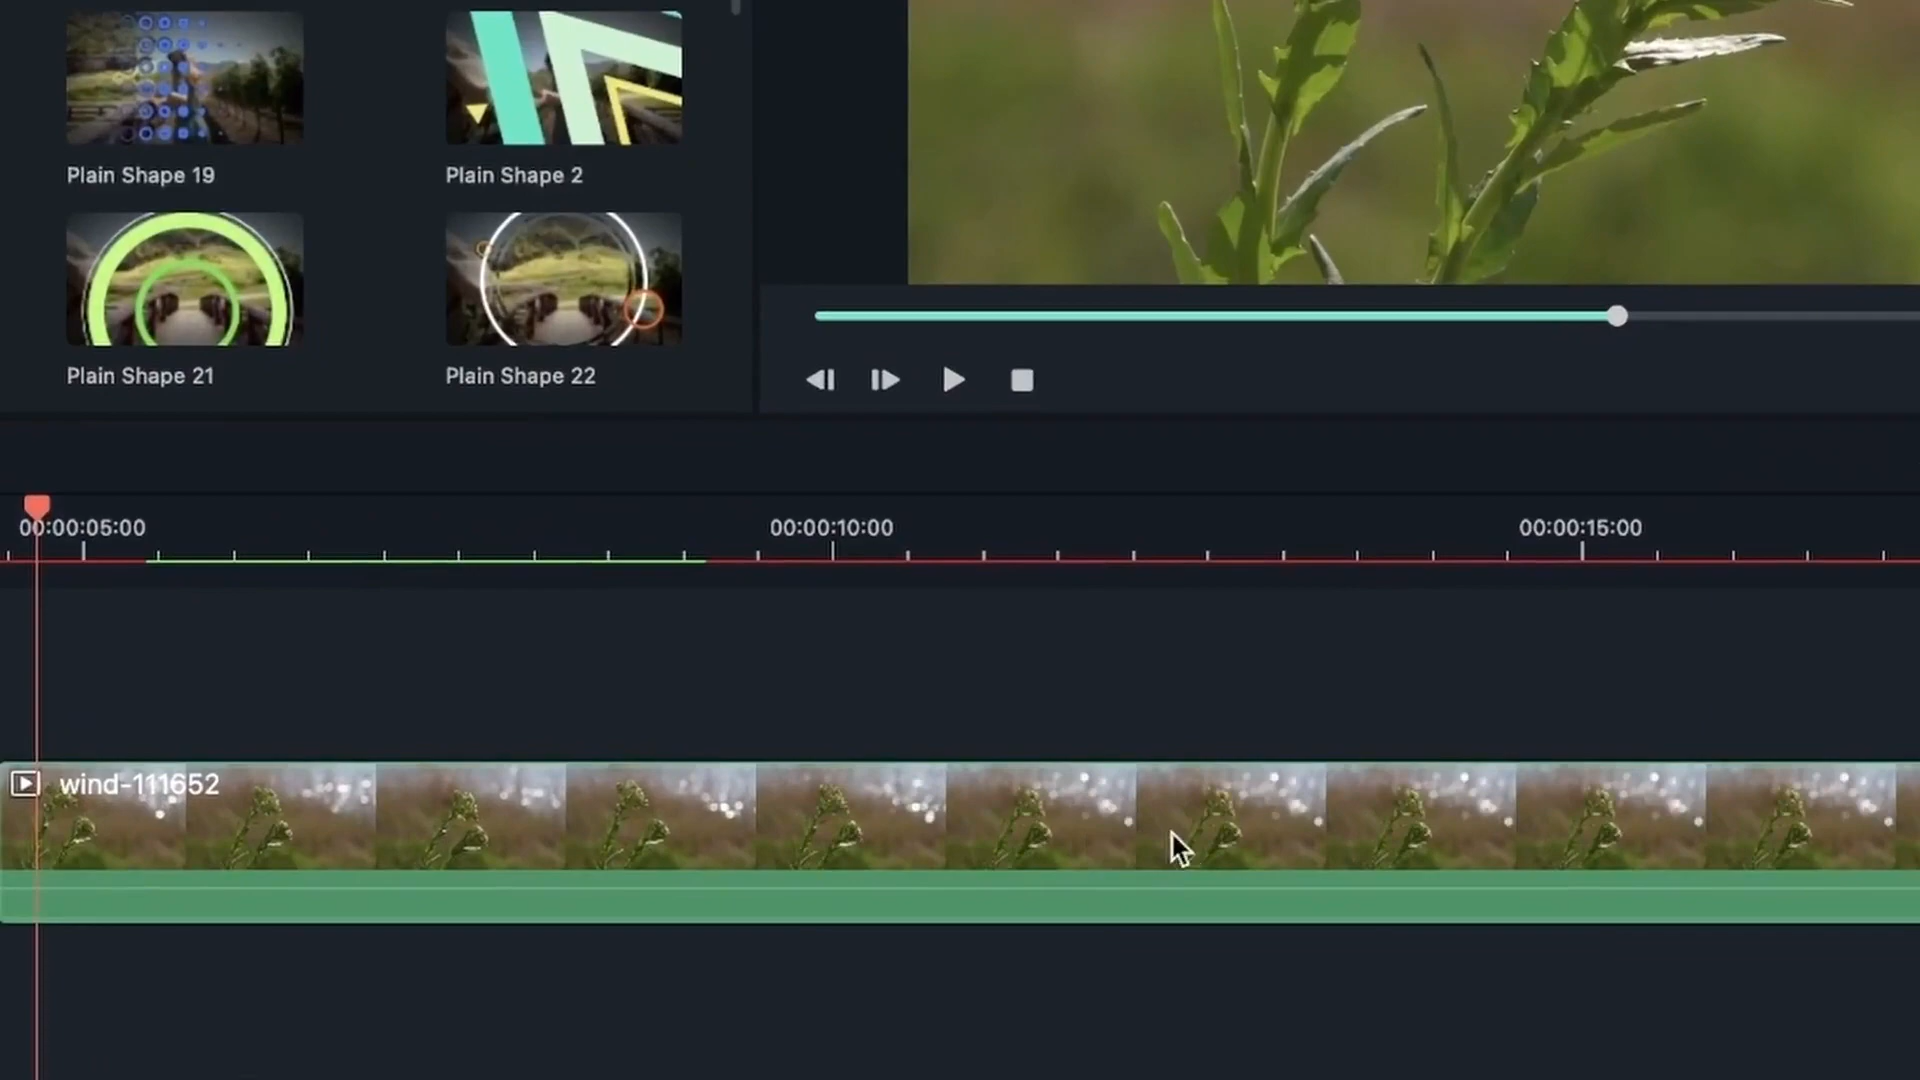 Plain Shape 19
Plain Shape 2
Plain Shape 21
Plain Shape 22
00:00:05:00
00:00:10:00
00:00:15:00
wind-111652